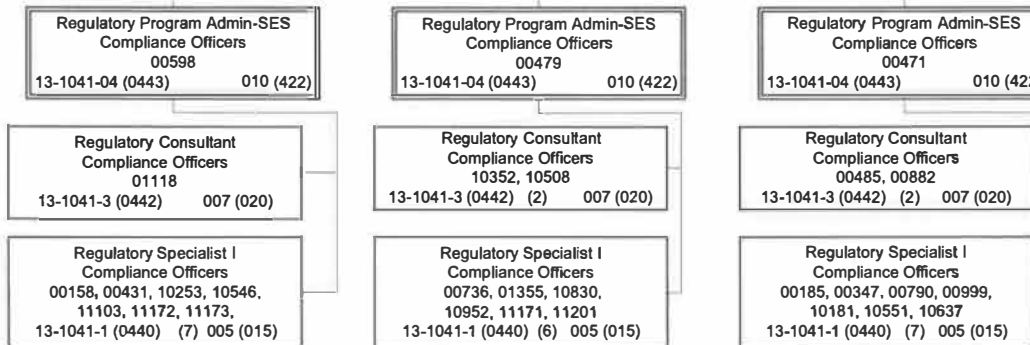 Regulatory Program Admin-SES
Compliance Officers
00598
13-1041-04 (0443) 010 (422)
Regulatory Consultant
Compliance Officers
01118
13-1041-3 (0442) 007 (020)
Regulatory Specialist I
Compliance Officers
00158, 00431, 10253, 10546,
11103, 11172, 11173,
13-1041-1 (0440) (7) 005 (015)
Regulatory Program Admin-SES
Compliance Officers
00479
13-1041-04 (0443) 010 (422)
Regulatory Consultant
Compliance Officers
10352, 10508
13-1041-3 (0442) (2) 007 (020)
Regulatory Specialist I
Compliance Officers
00736, 01355, 10830,
10952, 11171, 11201
13-1041-1 (0440) (6) 005 (015)
Regulatory Program Admin-SES
Compliance Officers
00471
13-1041-04 (0443) 010 (422
Regulatory Consultant
Compliance Officers
00485, 00882
13-1041-3 (0442) (2) 007 (020)
Regulatory Specialist I
Compliance Officers
00185, 00347, 00790, 00999,
10181, 10551, 10637
13-1041-1 (0440) (7) 005 (015)